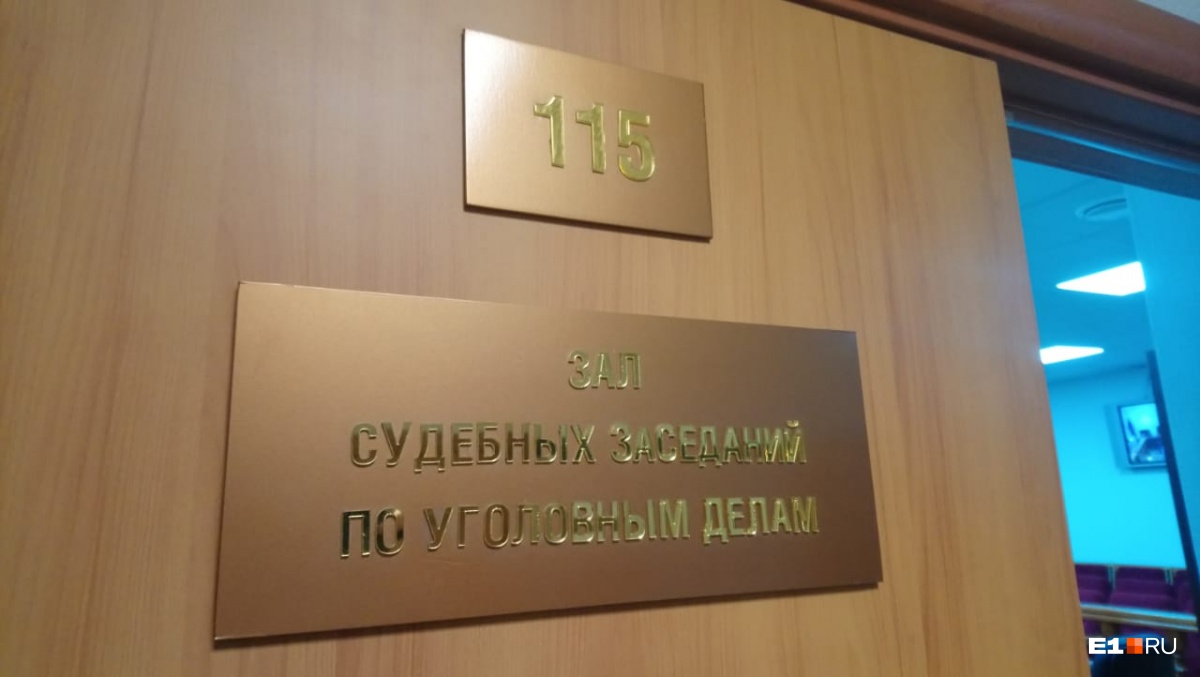 115
ЗАЛ
СУДЕБНЫХ ЗАСЕДАНИЙ
ПО УГОЛОВНЫМ ДЕЛАМ
E1.RU